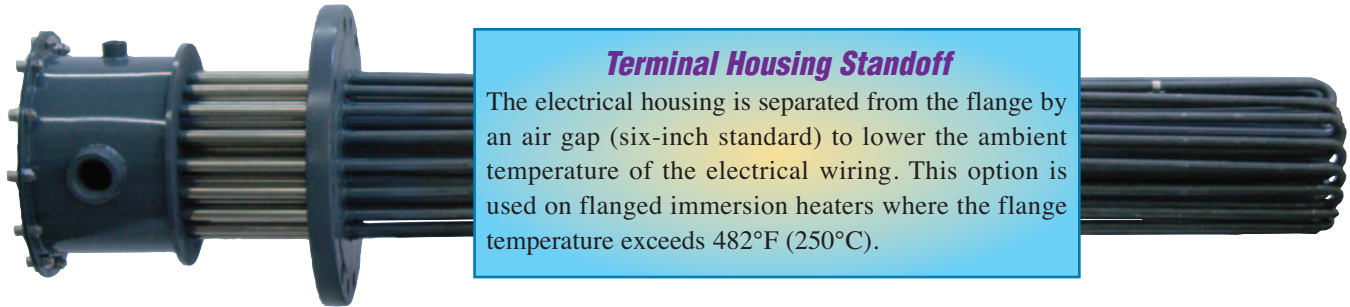 Terminal Housing Standoff
The electrical housing is separated from the flange by
an air gap (six-inch standard) to lower the ambient
temperature of the electrical wiring. This option is
used on flanged immersion heaters where the flange
temperature exceeds 482°F (250°C).